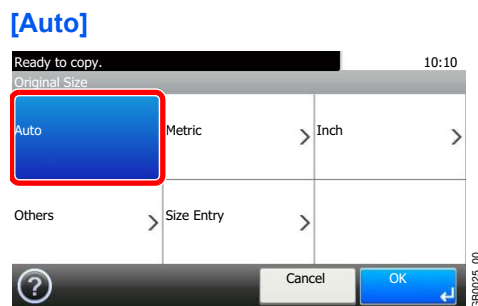 [Auto]
Ready to copy.
10:10
Original Size
Auto
Metric
Inch
Others
Size Entry
?
Cancel
OK